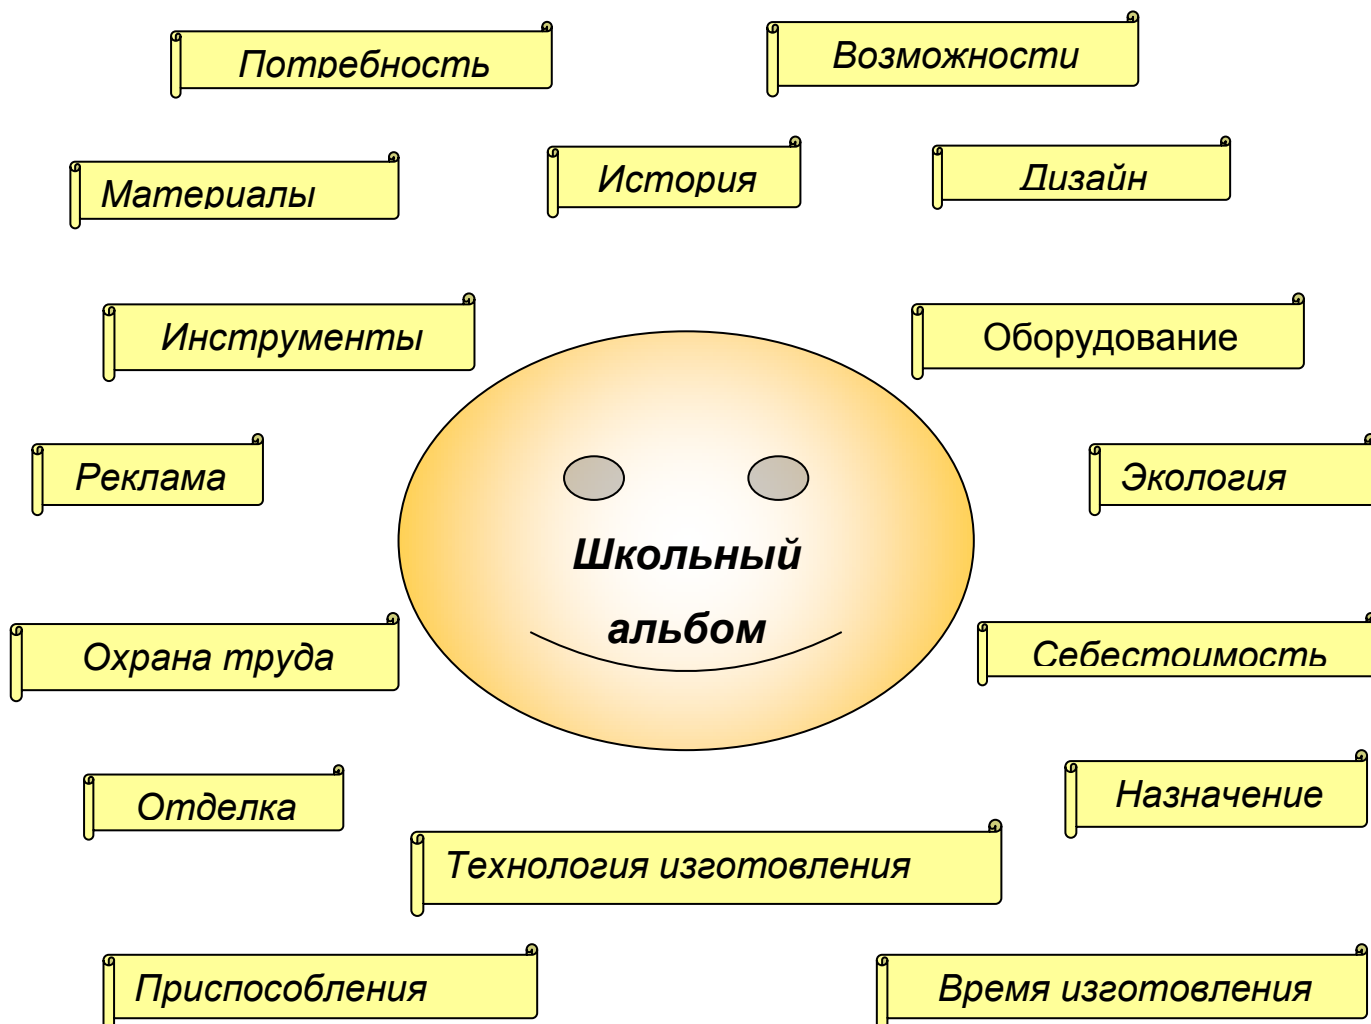 Потребность
Возможности
Материалы
История
Дизайн
Инструменты
Оборудование
Реклама
Экология
Школьный
альбом
Охрана труда
Себестоимость
Отделка
Назначение
Технология изготовления
Приспособления
Время изготовления